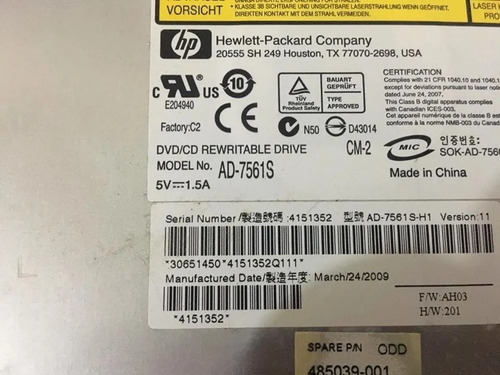 VORSICHT
* KLASSE 3B SICHTBARE UND UNSICHTBARE LASERSTRAHLUNG WENN GEÖFFNET
DIREKTEN KONTAKT MIT DEM STRAHL VERMEIDEN.
LASER K
PRO
hp Hewlett-Packard Company
20555 SH 249 Houston, TX 77070-2698, USA
c RU US 10
E204940
Factory:C2
TÜV
Rheinland
Product Safety
BAUART
GEPRÜFT
TYPE
APPROVED
N50
D43014
CERTIFICATION
Complies with 21 CFR 1040.10 and 1040.11
except for deviations pursuant to laser
dated June 24, 2007.
This Class B digital apparatus complies
with Canadian ICES-003.
Cet appareil numérique de la classe B est
conforme à la norme NMB-003 du
MIC
인증번호:
SOK-AD-7560
Made in China
DVD/CD REWRITABLE DRIVE CM-2
MODEL No. AD-7561S
5V 1.5A
Serial Number /製造號碼 :4151352 型號 AD-7561S-H1 Version:11
*30651450*4151352Q111*
Manufactured Date/製造年度: March/24/2009
*4151352*
F/W:AH03
H/W:201
SPARE P/N ODD
485039-001